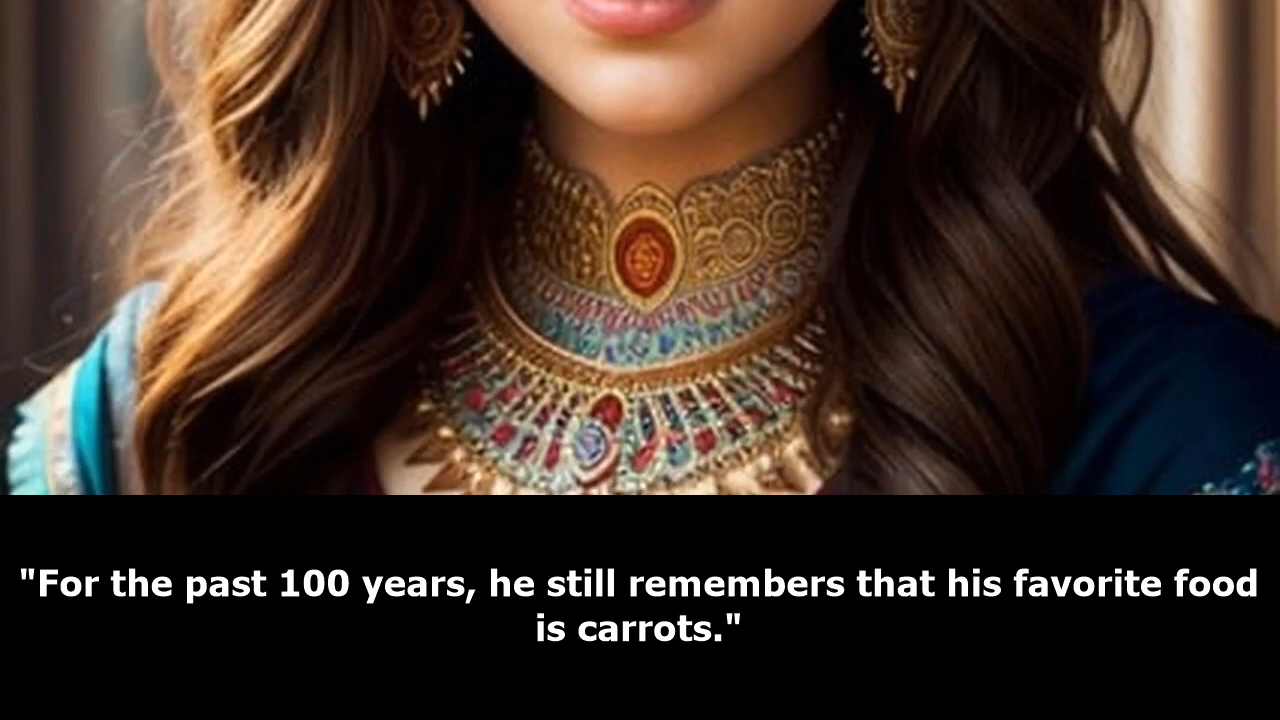 "For the past 100 years, he still remembers that his favorite food
is carrots."